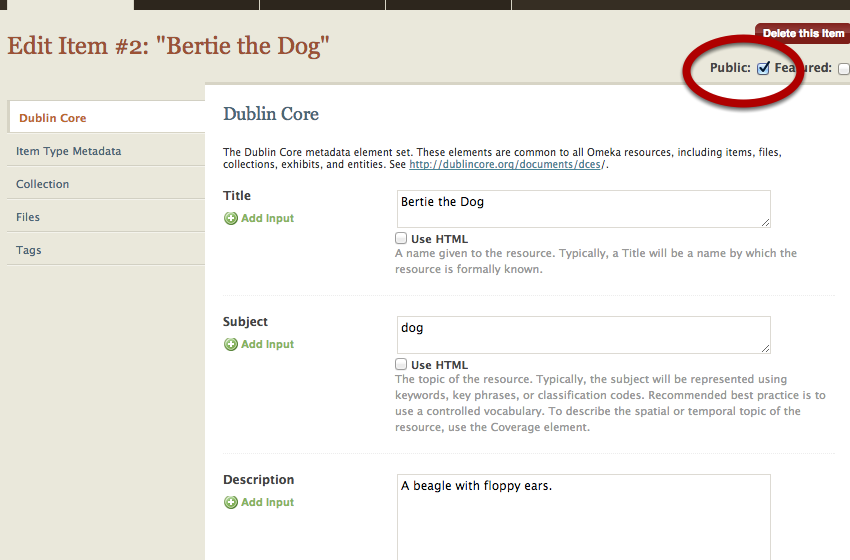 Edit Item #2: "Bertie the Dog"
Delete this Item
Public: Featured:
Dublin Core
Item Type Metadata
Collection
Files
Tags
Dublin Core
The Dublin Core metadata element set. These elements are common to all Omeka resources, including items, files,
collections, exhibits, and entities. See http://dublincore.org/documents/dces/.
Title
Add Input
Bertie the Dog
Use HTML
A name given to the resource. Typically, a Title will be a name by which the
resource is formally known.
Subject
Add Input
dog
Use HTML
The topic of the resource. Typically, the subject will be represented using
keywords, key phrases, or classification codes. Recommended best practice is to
use a controlled vocabulary. To describe the spatial or temporal topic of the
resource, use the Coverage element.
Description
Add Input
A beagle with floppy ears.